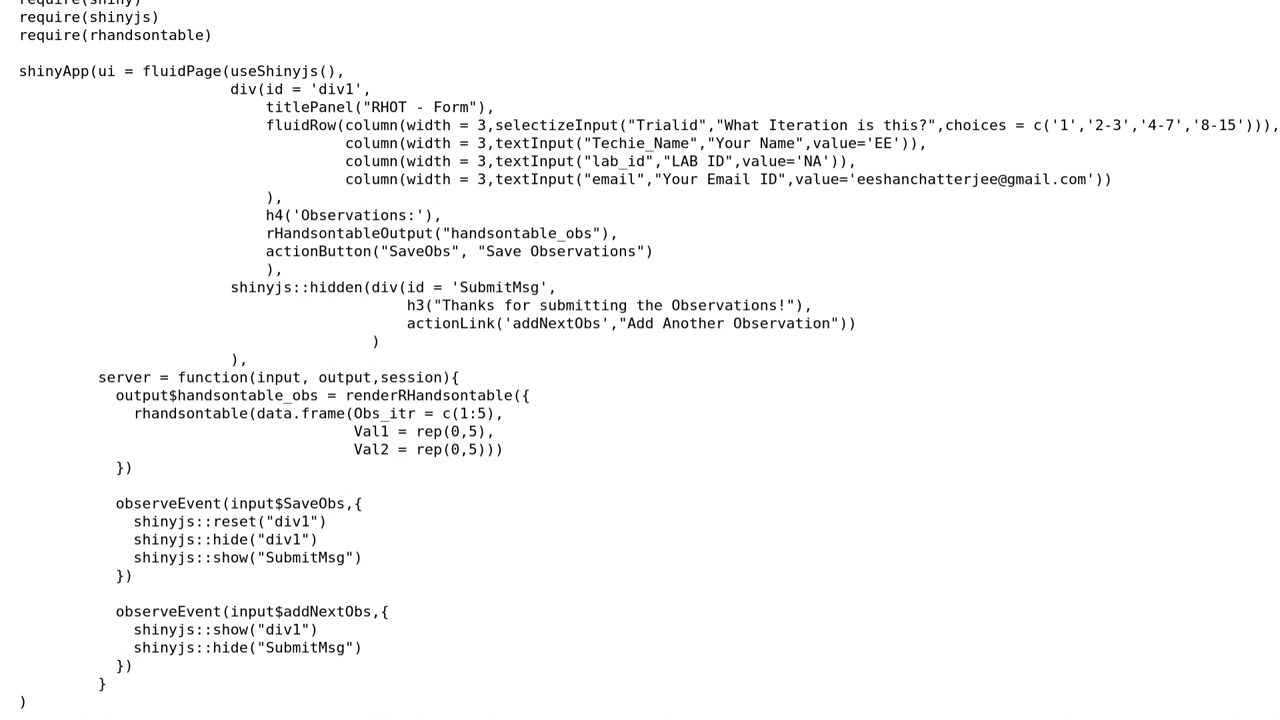 require(shiny)
require(shinyjs)
require(rhandsontable)

shinyApp(ui = fluidPage(useShinyjs(),
                        div(id = 'div1',
                            titlePanel("RHOT - Form"),
                            fluidRow(column(width = 3,selectizeInput("Trialid","What Iteration is this?",choices = c('1','2-3','4-7','8-15'))),
                                     column(width = 3,textInput("Techie_Name","Your Name",value='EE')),
                                     column(width = 3,textInput("lab_id","LAB ID",value='NA')),
                                     column(width = 3,textInput("email","Your Email ID",value='eeshanchatterjee@gmail.com'))
                            ),
                            h4('Observations:'),
                            rHandsontableOutput("handsontable_obs"),
                            actionButton("SaveObs", "Save Observations")
                            ),
                        shinyjs::hidden(div(id = 'SubmitMsg',
                                            h3("Thanks for submitting the Observations!"),
                                            actionLink('addNextObs',"Add Another Observation"))
                                        )
                        ),
         server = function(input, output,session){
           output$handsontable_obs = renderRHandsontable({
             rhandsontable(data.frame(Obs_itr = c(1:5),
                                      Val1 = rep(0,5),
                                      Val2 = rep(0,5)))
           })

           observeEvent(input$SaveObs,{
             shinyjs::reset("div1")
             shinyjs::hide("div1")
             shinyjs::show("SubmitMsg")
           })

           observeEvent(input$addNextObs,{
             shinyjs::show("div1")
             shinyjs::hide("SubmitMsg")
           })
         }
)